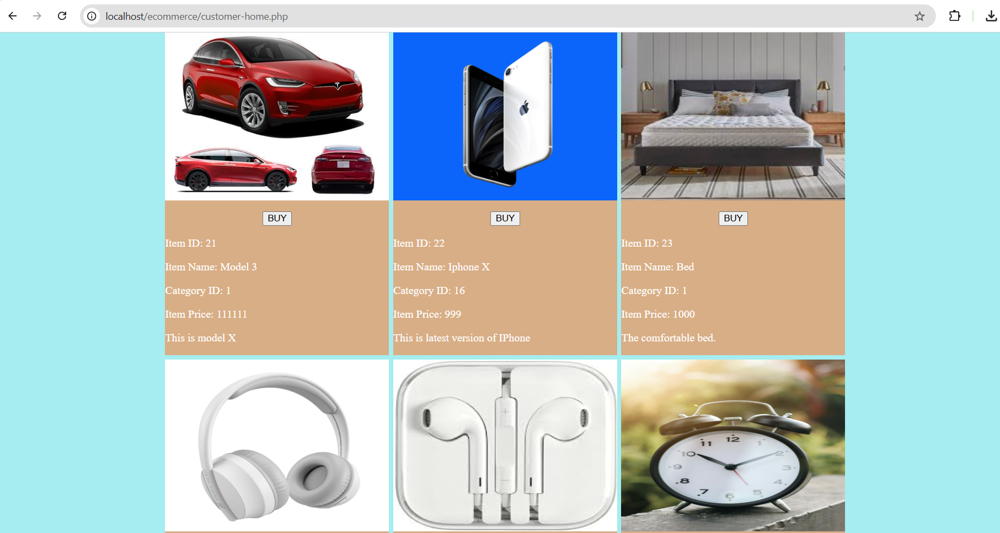 localhost/ecommerce/customer-home.php
BUY
Item ID: 21
Item Name: Model 3
Category ID: 1
Item Price: 111111
This is model X
BUY
Item ID: 22
Item Name: Iphone X
Category ID: 16
Item Price: 999
This is latest version of IPhone
BUY
Item ID: 23
Item Name: Bed
Category ID: 1
Item Price: 1000
The comfortable bed.
11 12 1
10 2
9 3
8 4
7 6 5